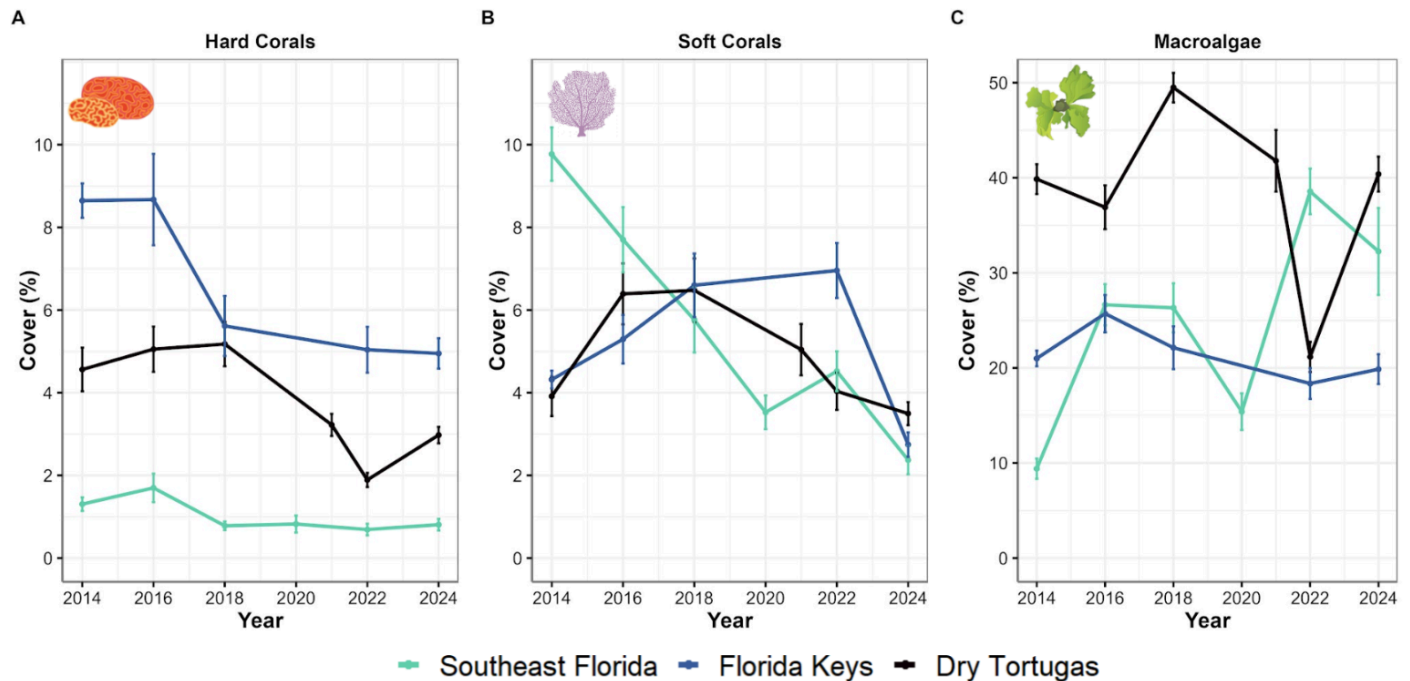 A
Hard Corals
Cover (%)
10
8
6
4
2
0
2014 2016 2018 2020 2022 2024
Year
B
Soft Corals
Cover (%)
10
8
6
4
2
0
2014 2016 2018 2020 2022 2024
Year
C
Macroalgae
Cover (%)
50
40
30
20
10
0
2014 2016 2018 2020 2022 2024
Year
Southeast Florida Florida Keys Dry Tortugas